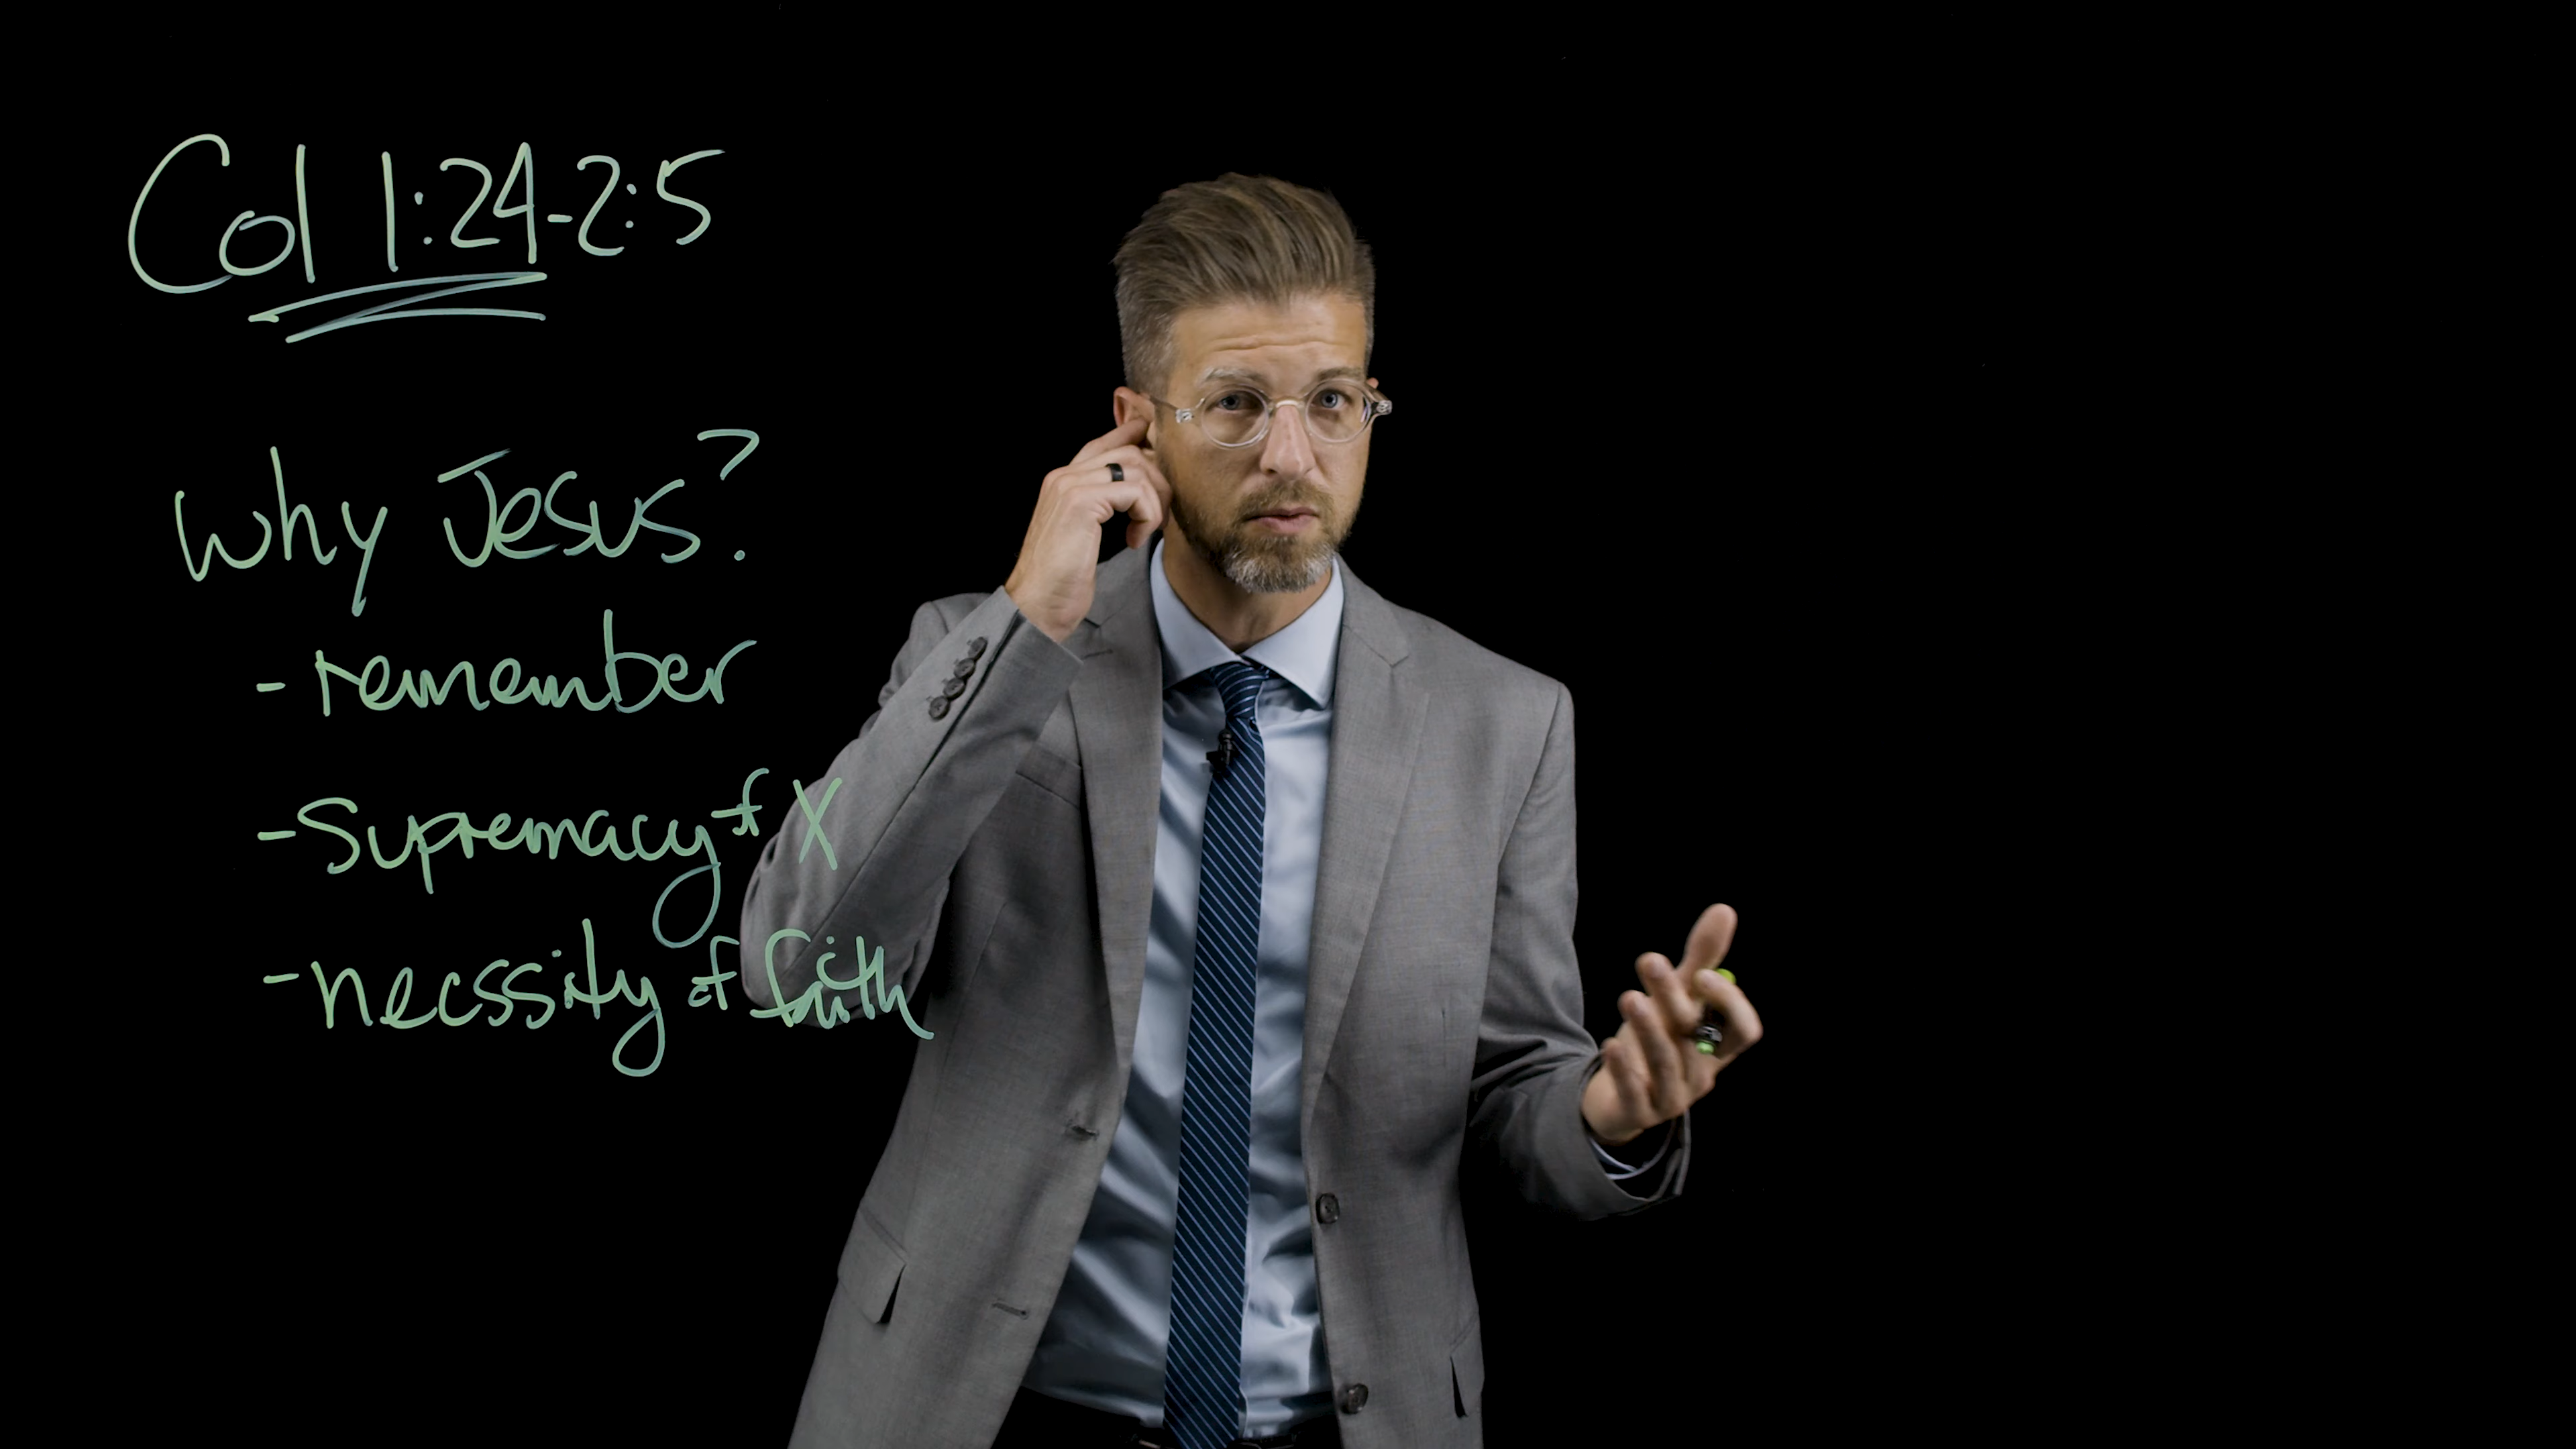 Col 1:24-2:5
Why Jesus?
- remember
- Supremacy of X
- necssity of faith